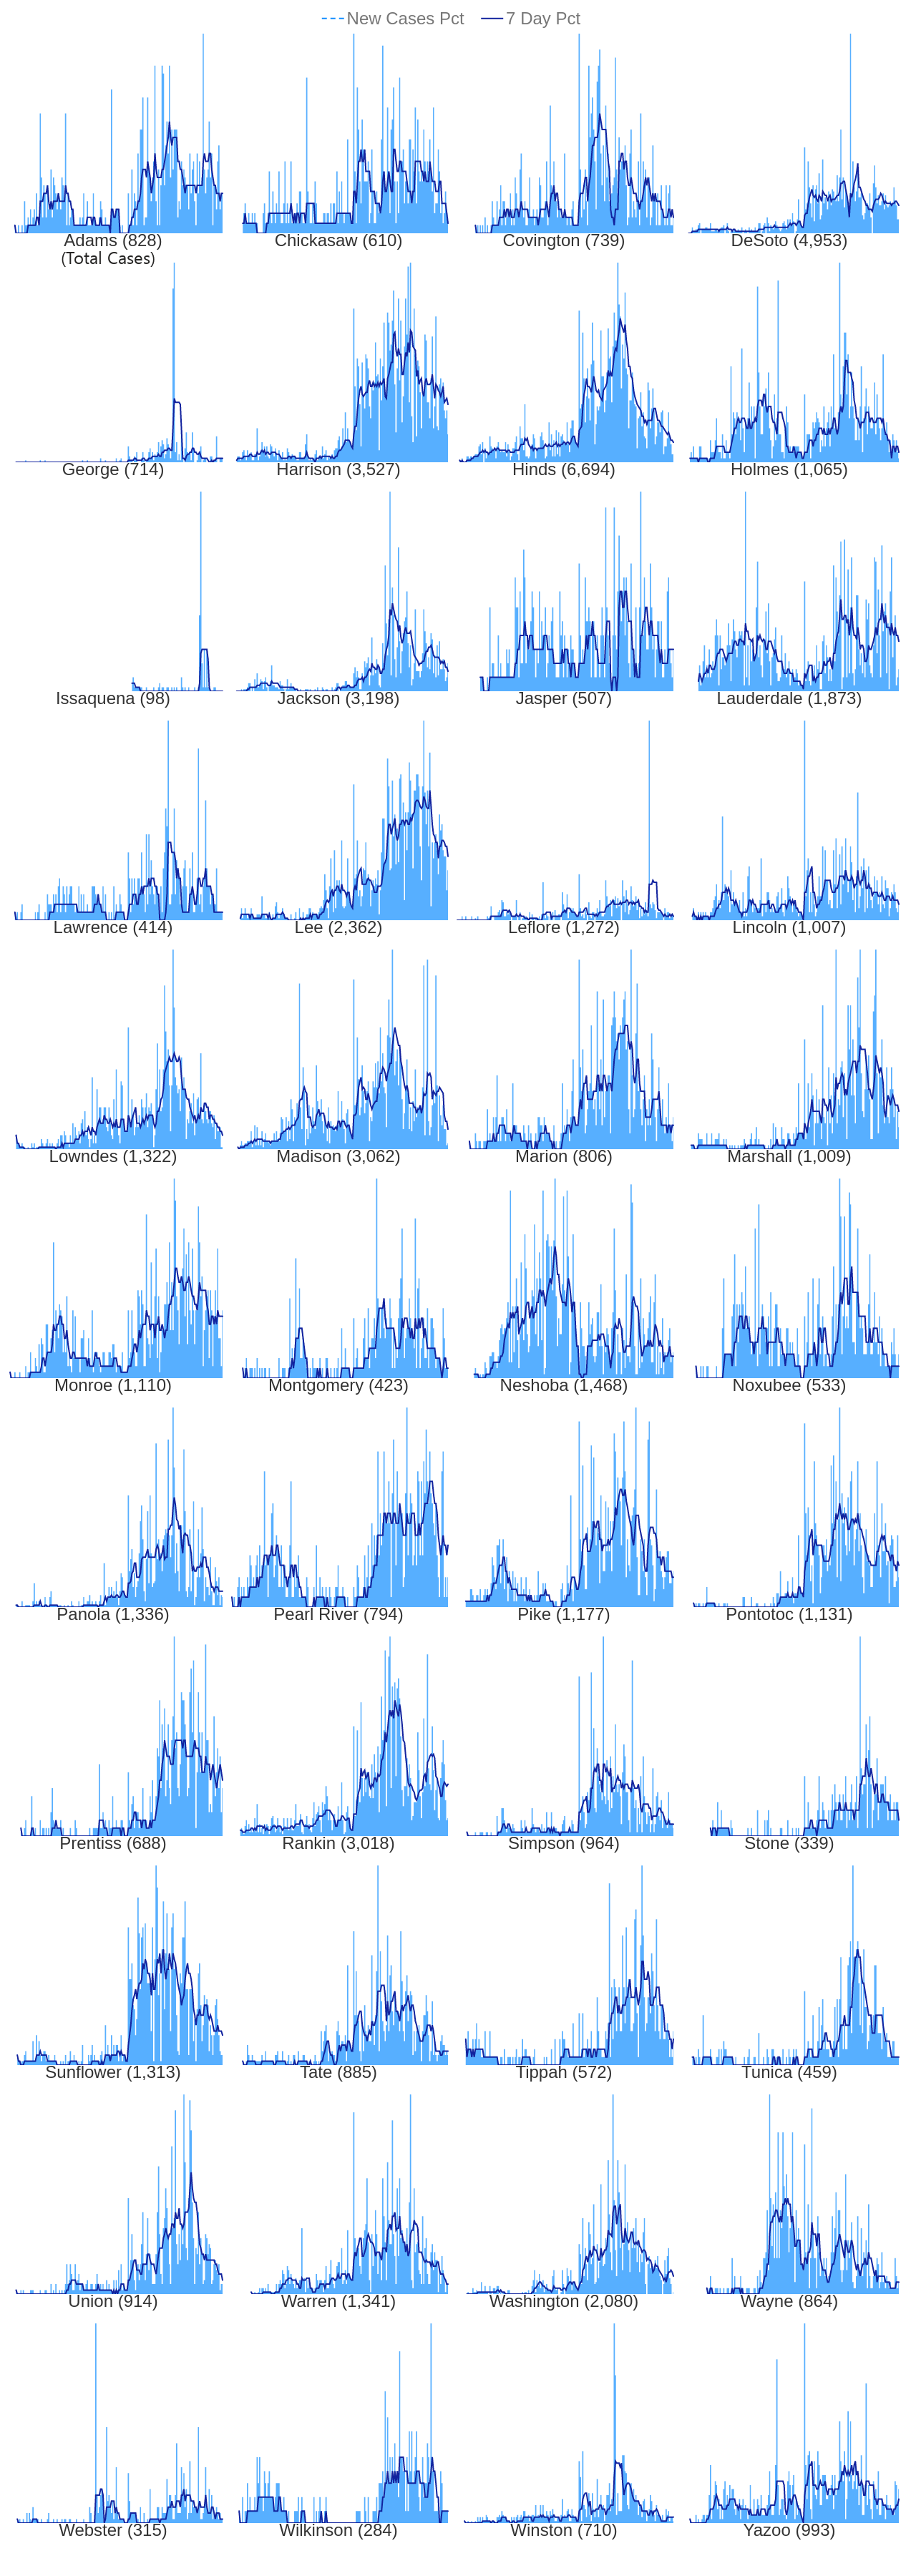 New Cases Pct 7 Day Pct
Adams (828) Chickasaw (610) Covington (739) DeSoto (4,953)
(Total Cases)
George (714) Harrison (3,527) Hinds (6,694) Holmes (1,065)
Issaquena (98) Jackson (3,198) Jasper (507) Lauderdale (1,873)
Lawrence (414) Lee (2,362) Leflore (1,272) Lincoln (1,007)
Lowndes (1,322) Madison (3,062) Marion (806) Marshall (1,009)
Monroe (1,110) Montgomery (423) Neshoba (1,468) Noxubee (533)
Panola (1,336) Pearl River (794) Pike (1,177) Pontotoc (1,131)
Prentiss (688) Rankin (3,018) Simpson (964) Stone (339)
Sunflower (1,313) Tate (885) Tippah (572) Tunica (459)
Union (914) Warren (1,341) Washington (2,080) Wayne (864)
Webster (315) Wilkinson (284) Winston (710) Yazoo (993)